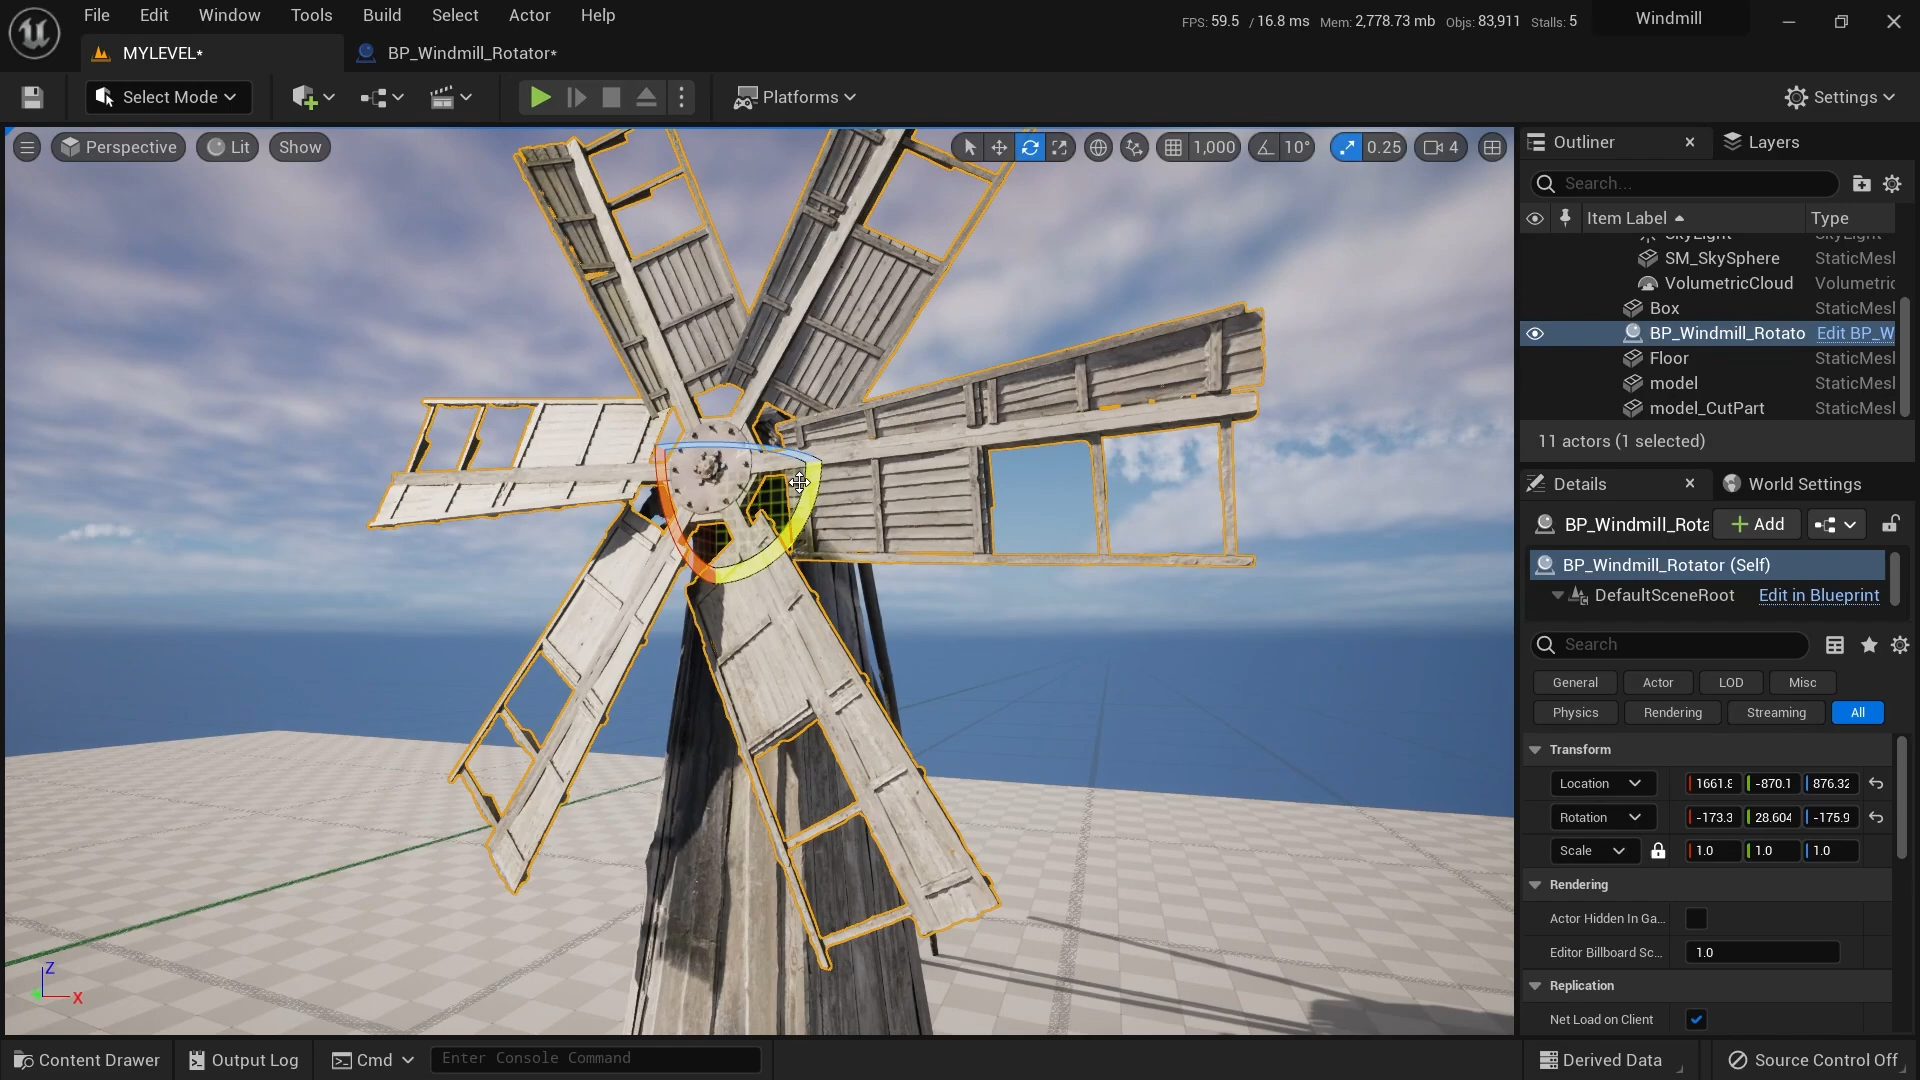 File Edit Window Tools Build Select Actor Help
FPS: 59.5 / 16.8 ms Mem: 2,778.73 mb Objs: 83,911 Stalls: 5
Windmill
MYLEVEL*
BP_Windmill_Rotator*
Select Mode
Platforms
Settings
Perspective
Lit
Show
1,000
10°
0.25
4
Outliner
Layers
Search...
Item Label
Type
SkyLight SkyLight
SM_SkySphere StaticMesl
VolumetricCloud Volumetric
Box StaticMesl
BP_Windmill_Rotato Edit BP_W
Floor StaticMesl
model StaticMesl
model_CutPart StaticMesl
11 actors (1 selected)
Details
World Settings
BP_Windmill_Rota
Add
BP_Windmill_Rotator (Self)
DefaultSceneRoot Edit in Blueprint
Search
General Actor LOD Misc
Physics Rendering Streaming All
Transform
Location 1661.8 -870.1 876.32
Rotation -173.3 28.604 -175.9
Scale 1.0 1.0 1.0
Rendering
Actor Hidden In Ga...
Editor Billboard Sc... 1.0
Replication
Net Load on Client
Z
X
Content Drawer
Output Log
Cmd
Enter Console Command
Derived Data
Source Control Off